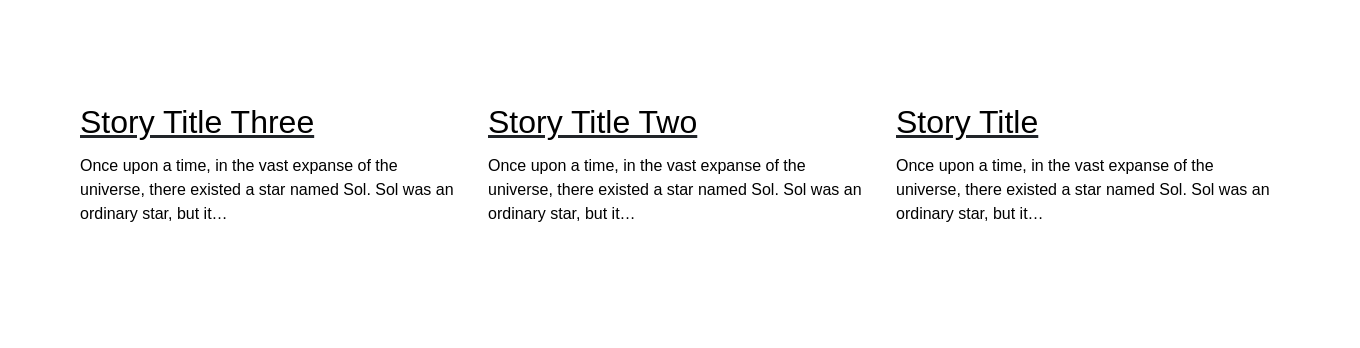 Story Title Three
Once upon a time, in the vast expanse of the
universe, there existed a star named Sol. Sol was an
ordinary star, but it…
Story Title Two
Once upon a time, in the vast expanse of the
universe, there existed a star named Sol. Sol was an
ordinary star, but it…
Story Title
Once upon a time, in the vast expanse of the
universe, there existed a star named Sol. Sol was an
ordinary star, but it…